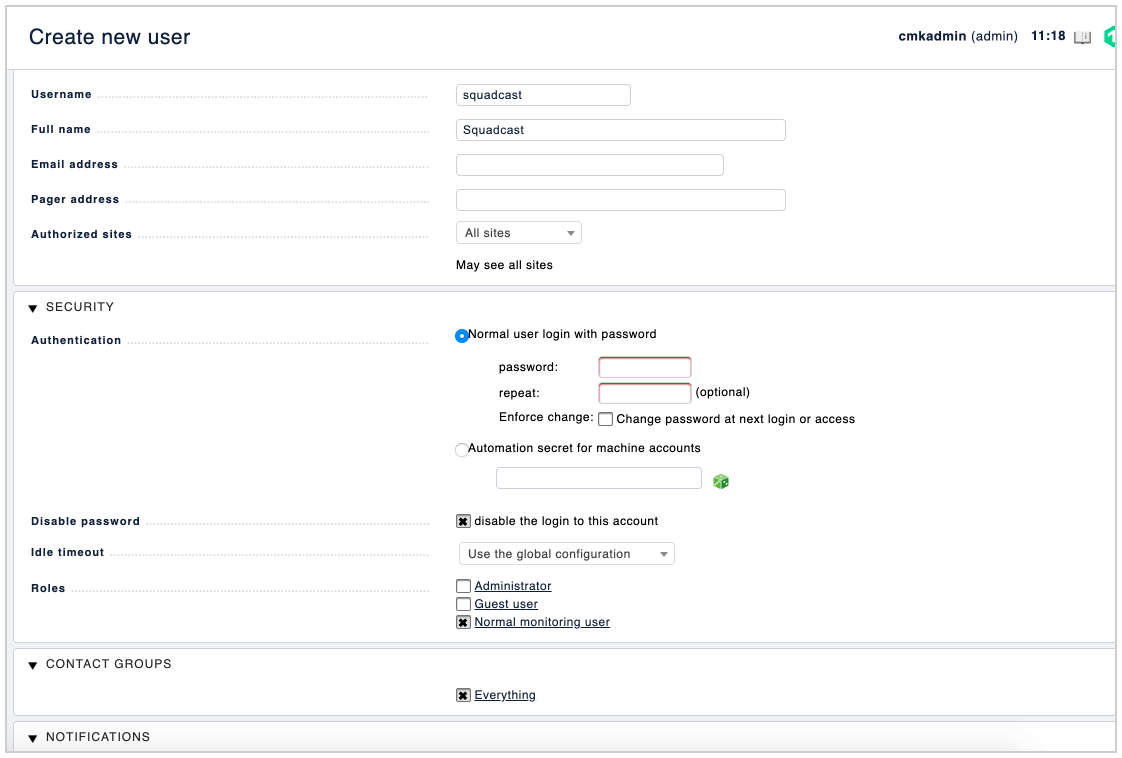 Create new user
cmkadmin (admin) 11:18
Username squadcast
Full name Squadcast
Email address
Pager address
Authorized sites All sites
May see all sites
SECURITY
Authentication Normal user login with password
password:
repeat: (optional)
Enforce change: Change password at next login or access
Automation secret for machine accounts
Disable password disable the login to this account
Idle timeout Use the global configuration
Roles Administrator
Guest user
Normal monitoring user
CONTACT GROUPS
Everything
NOTIFICATIONS